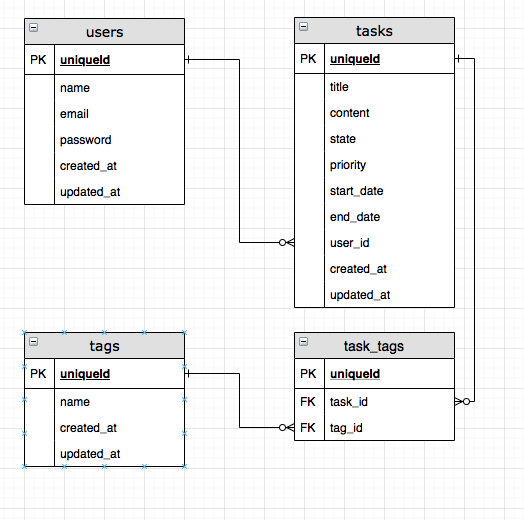 users
PK uniqueId
name
email
password
created_at
updated_at
tasks
PK uniqueId
title
content
state
priority
start_date
end_date
user_id
created_at
updated_at
tags
PK uniqueId
name
created_at
updated_at
task_tags
PK uniqueId
FK task_id
FK tag_id